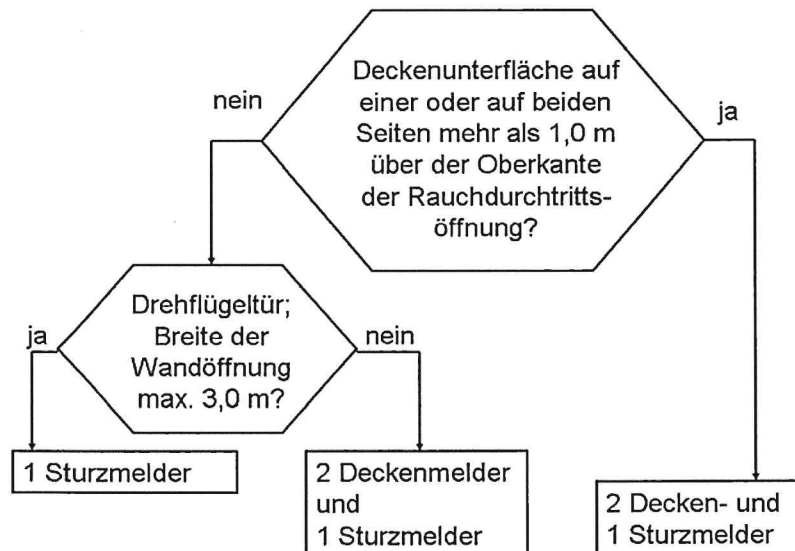 Deckenunterfläche auf
einer oder auf beiden
Seiten mehr als 1,0 m
über der Oberkante
der Rauchdurchtritts-
öffnung?
nein
ja
Drehflügeltür;
Breite der
Wandöffnung
max. 3,0 m?
ja
nein
1 Sturzmelder
2 Deckenmelder
und
1 Sturzmelder
2 Decken- und
1 Sturzmelder